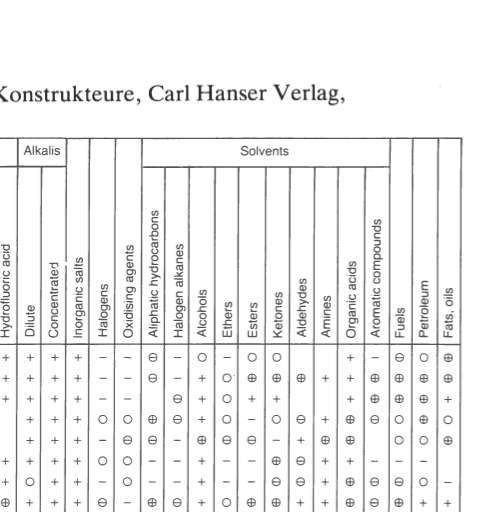 Konstrukteure, Carl Hanser Verlag,
Alkalis
Solvents
Hydrofluoric acid
Dilute
Concentrated
Inorganic salts
Halogens
Oxidising agents
Aliphatic hydrocarbons
Halogen alkanes
Alcohols
Ethers
Esters
Ketones
Aldehydes
Amines
Organic acids
Aromatic compounds
Fuels
Petroleum
Fats, oils
+ + + + − − ⊖ − ○ − ○ ○ + − ⊖ ○ ⊕
+ + + + − − ⊖ − + ○ ⊕ ⊕ ⊕ + + ⊕ ⊕ ⊕ ⊕
+ + + + − − ⊖ + ○ + + + ⊕ ⊕ ⊕ +
+ + + ○ ○ ⊕ − + ○ − ○ ⊖ + ⊕ ⊖ ○ ⊕ ○